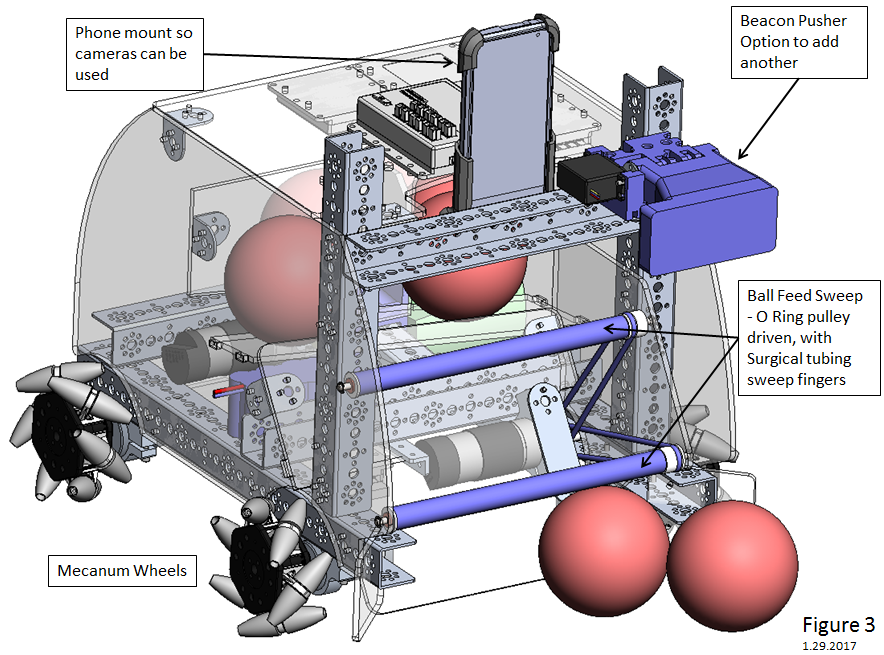 Phone mount so
cameras can be
used
Beacon Pusher
Option to add
another
Ball Feed Sweep
- O Ring pulley
driven, with
Surgical tubing
sweep fingers
Mecanum Wheels
Figure 3
1.29.2017